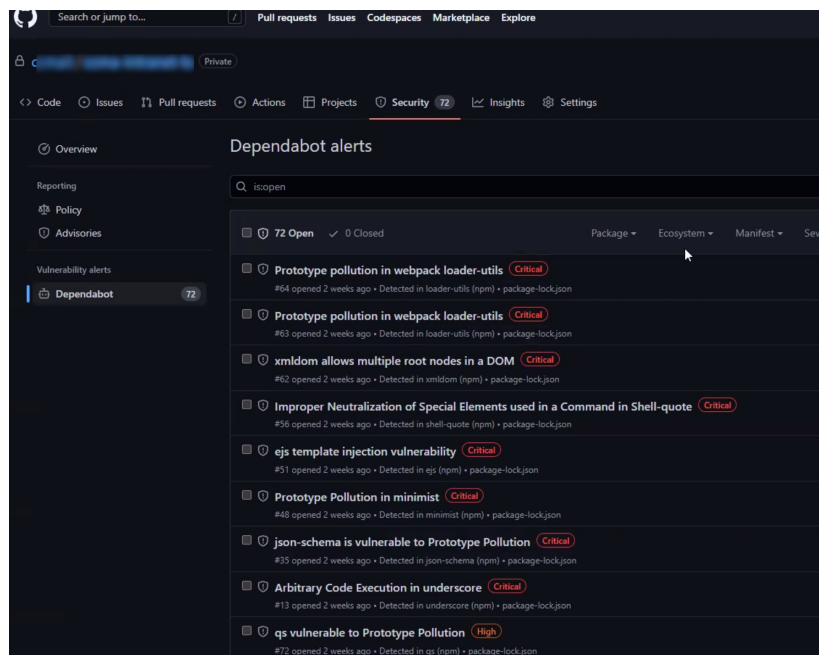 Search or jump to... / Pull requests Issues Codespaces Marketplace Explore
Private
Code Issues Pull requests Actions Projects Security 72 Insights Settings
Overview
Reporting
Policy
Advisories
Vulnerability alerts
Dependabot 72
Dependabot alerts
is:open
72 Open 0 Closed Package Ecosystem Manifest Sev
Prototype pollution in webpack loader-utils Critical
#64 opened 2 weeks ago • Detected in loader-utils (npm) • package-lock.json
Prototype pollution in webpack loader-utils Critical
#63 opened 2 weeks ago • Detected in loader-utils (npm) • package-lock.json
xmldom allows multiple root nodes in a DOM Critical
#62 opened 2 weeks ago • Detected in xmldom (npm) • package-lock.json
Improper Neutralization of Special Elements used in a Command in Shell-quote Critical
#56 opened 2 weeks ago • Detected in shell-quote (npm) • package-lock.json
ejs template injection vulnerability Critical
#51 opened 2 weeks ago • Detected in ejs (npm) • package-lock.json
Prototype Pollution in minimist Critical
#48 opened 2 weeks ago • Detected in minimist (npm) • package-lock.json
json-schema is vulnerable to Prototype Pollution Critical
#35 opened 2 weeks ago • Detected in json-schema (npm) • package-lock.json
Arbitrary Code Execution in underscore Critical
#13 opened 2 weeks ago • Detected in underscore (npm) • package-lock.json
qs vulnerable to Prototype Pollution High
#72 opened 2 weeks ago • Detected in qs (npm) • package-lock.json